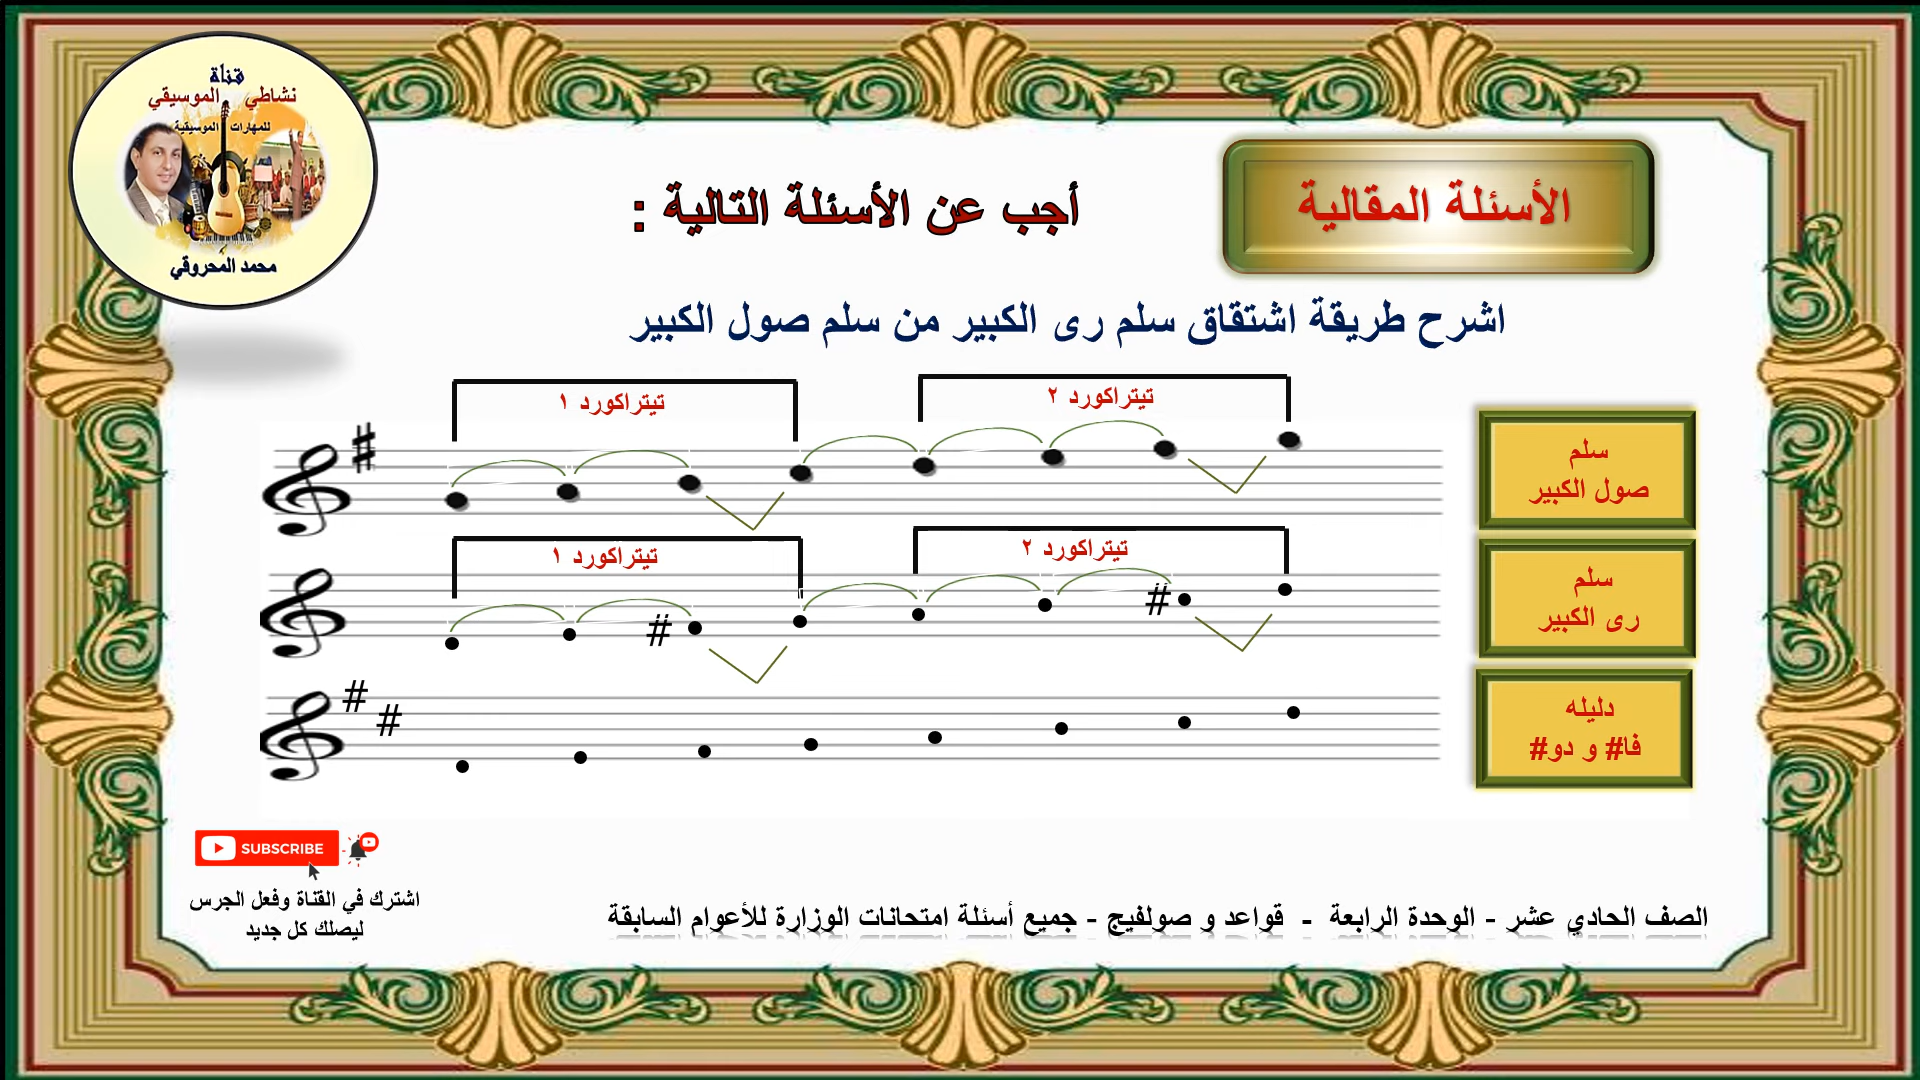 قناة
نشاطي الموسيقي
للمهارات الموسيقية
محمد المحروقي
الأسئلة المقالية
أجب عن الأسئلة التالية :
اشرح طريقة اشتقاق سلم رى الكبير من سلم صول الكبير
تيتراكورد ١
تيتراكورد ٢
سلم
صول الكبير
تيتراكورد ١
تيتراكورد ٢
سلم
رى الكبير
دليله
فا# و دو#
SUBSCRIBE
اشترك في القناة وفعل الجرس
ليصلك كل جديد
الصف الحادي عشر - الوحدة الرابعة - قواعد و صولفيج - جميع أسئلة امتحانات الوزارة للأعوام السابقة